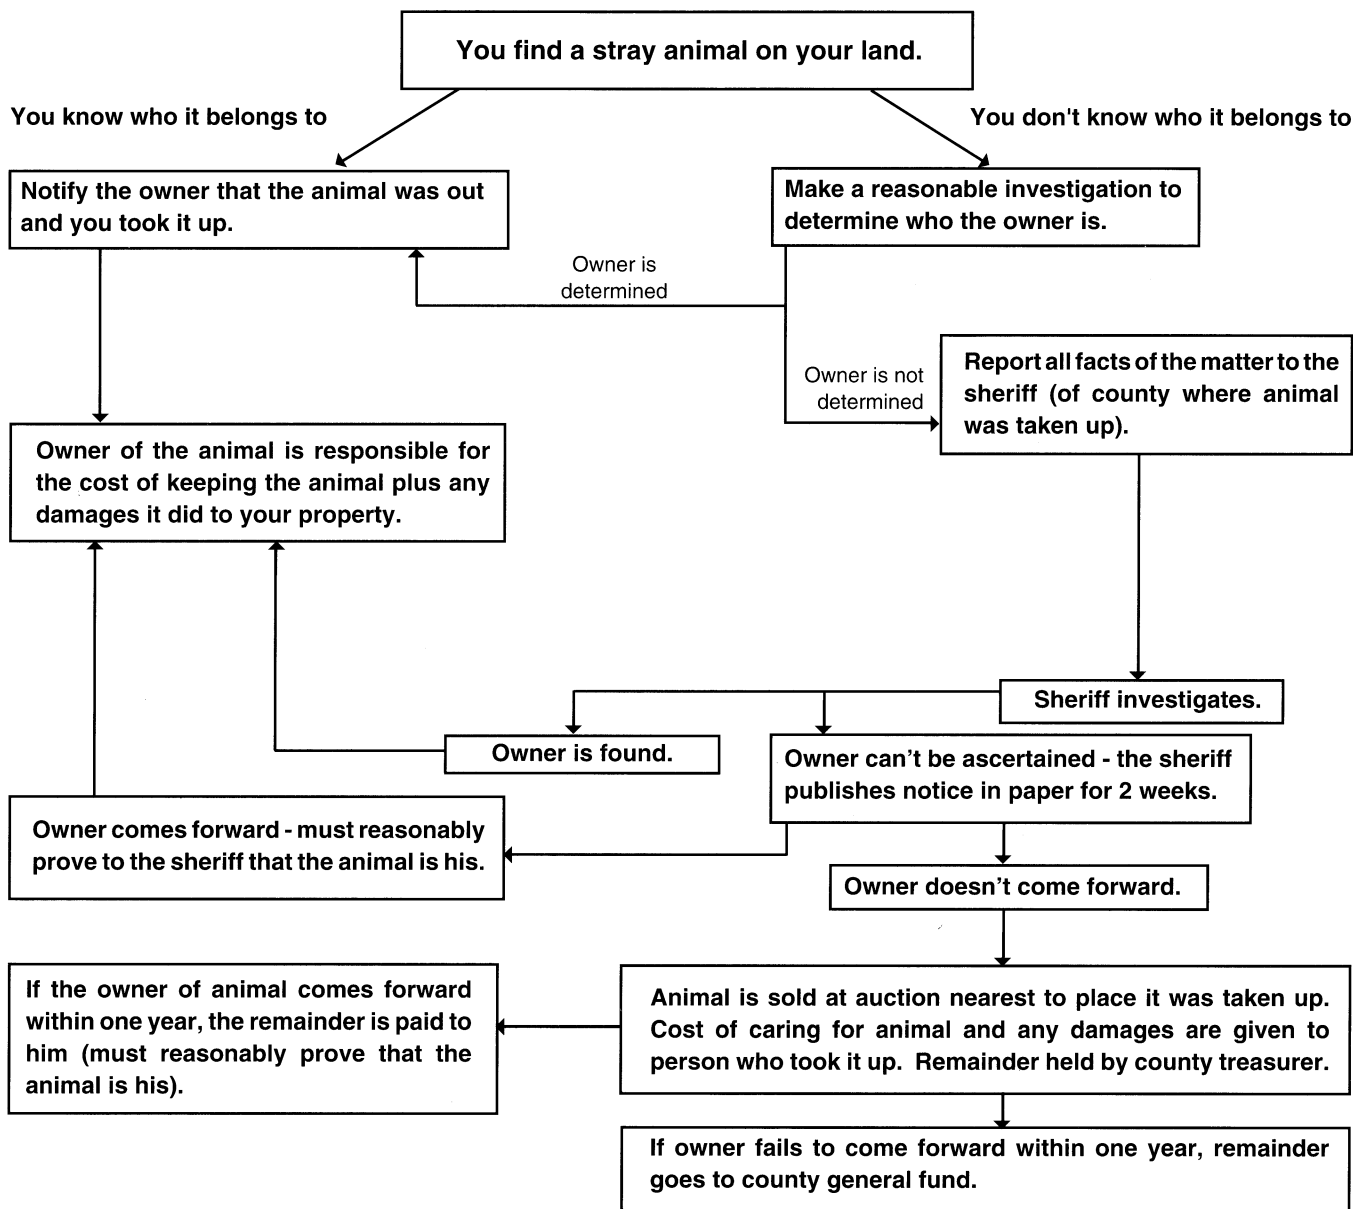 You find a stray animal on your land.
You know who it belongs to
You don't know who it belongs to
Notify the owner that the animal was out
and you took it up.
Make a reasonable investigation to
determine who the owner is.
Owner is
determined
Owner is not
determined
Report all facts of the matter to the
sheriff (of county where animal
was taken up).
Owner of the animal is responsible for
the cost of keeping the animal plus any
damages it did to your property.
Sheriff investigates.
Owner is found.
Owner can't be ascertained - the sheriff
publishes notice in paper for 2 weeks.
Owner comes forward - must reasonably
prove to the sheriff that the animal is his.
Owner doesn't come forward.
If the owner of animal comes forward
within one year, the remainder is paid to
him (must reasonably prove that the
animal is his).
Animal is sold at auction nearest to place it was taken up.
Cost of caring for animal and any damages are given to
person who took it up. Remainder held by county treasurer.
If owner fails to come forward within one year, remainder
goes to county general fund.